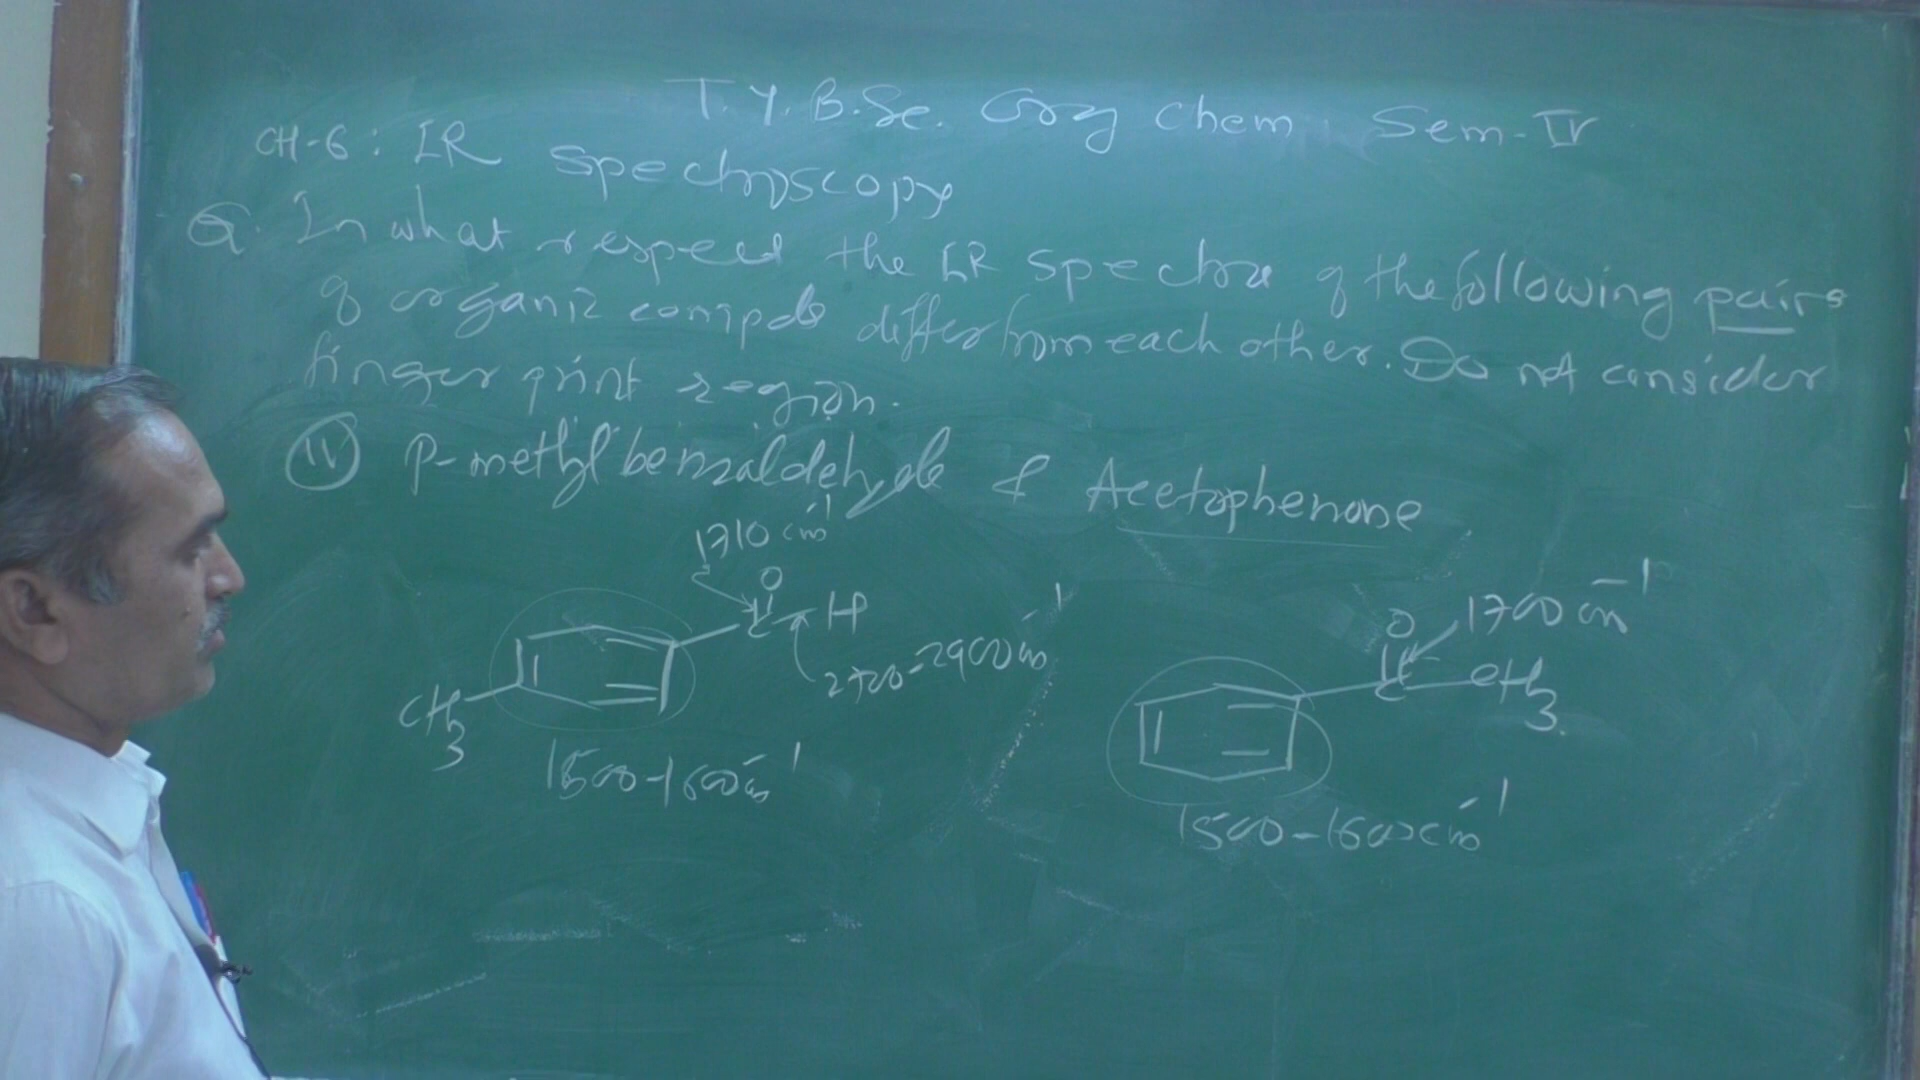 T.Y.B.Sc. Org Chem. Sem-IV
CH-6: IR Spectroscopy
Q. In what respect the IR spectra of the following pairs
of organic compds differ from each other. Do not consider
finger print region.
(IV) P-methyl benzaldehyde & Acetophenone
1710 cm-1
O
C-H
2700-2900 cm-1
CH3
1500-1600 cm-1
1700 cm-1
O
C-CH3
1500-1600 cm-1